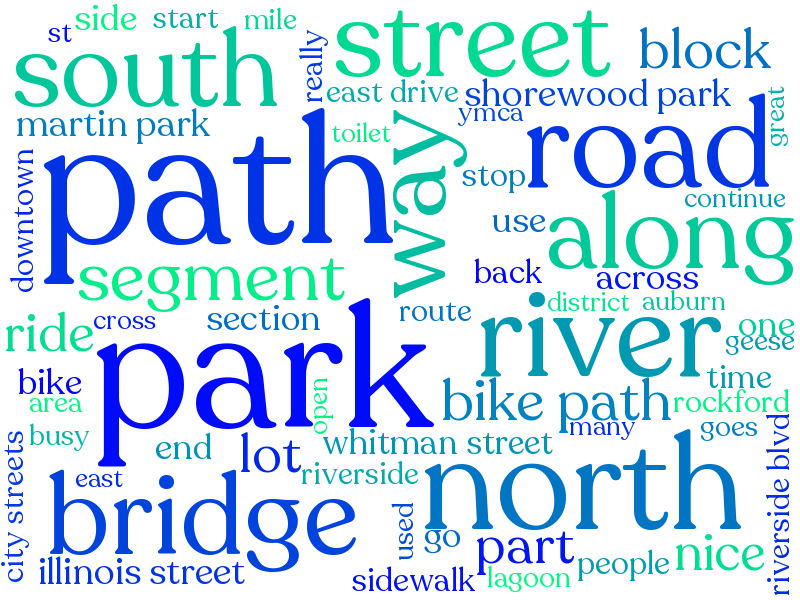 side
start
mile
st
street
really
block
south
east drive
shorewood park
great
martin park
ymca
toilet
way
road
path
downtown
stop
continue
use
along
segment
back
across
district
auburn
route
river
one
geese
ride
cross
section
park
bike
time
area
open
bike path
rockford
busy
many
goes
riverside blvd
end
lot
whitman street
city streets
east
riverside
north
bridge
used
go
part
people
nice
illinois street
sidewalk
lagoon